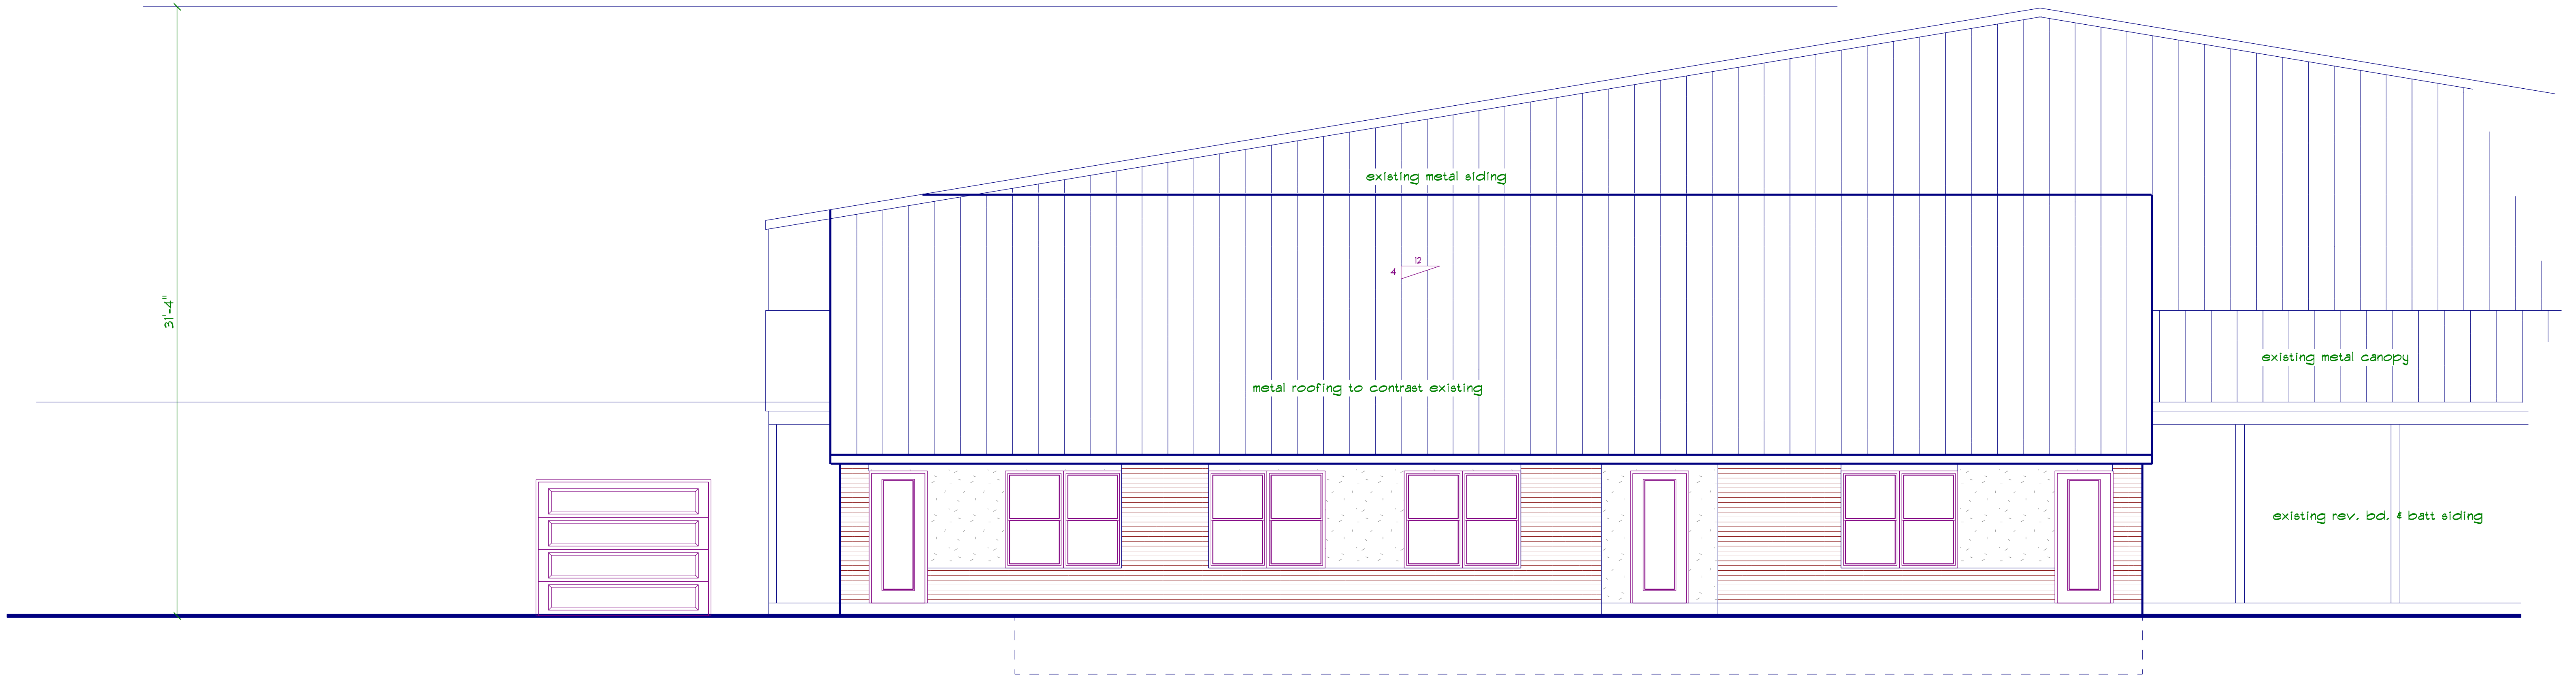 existing metal siding
12
4
31'-4"
existing metal canopy
metal roofing to contrast existing
existing rev. bd. & batt siding